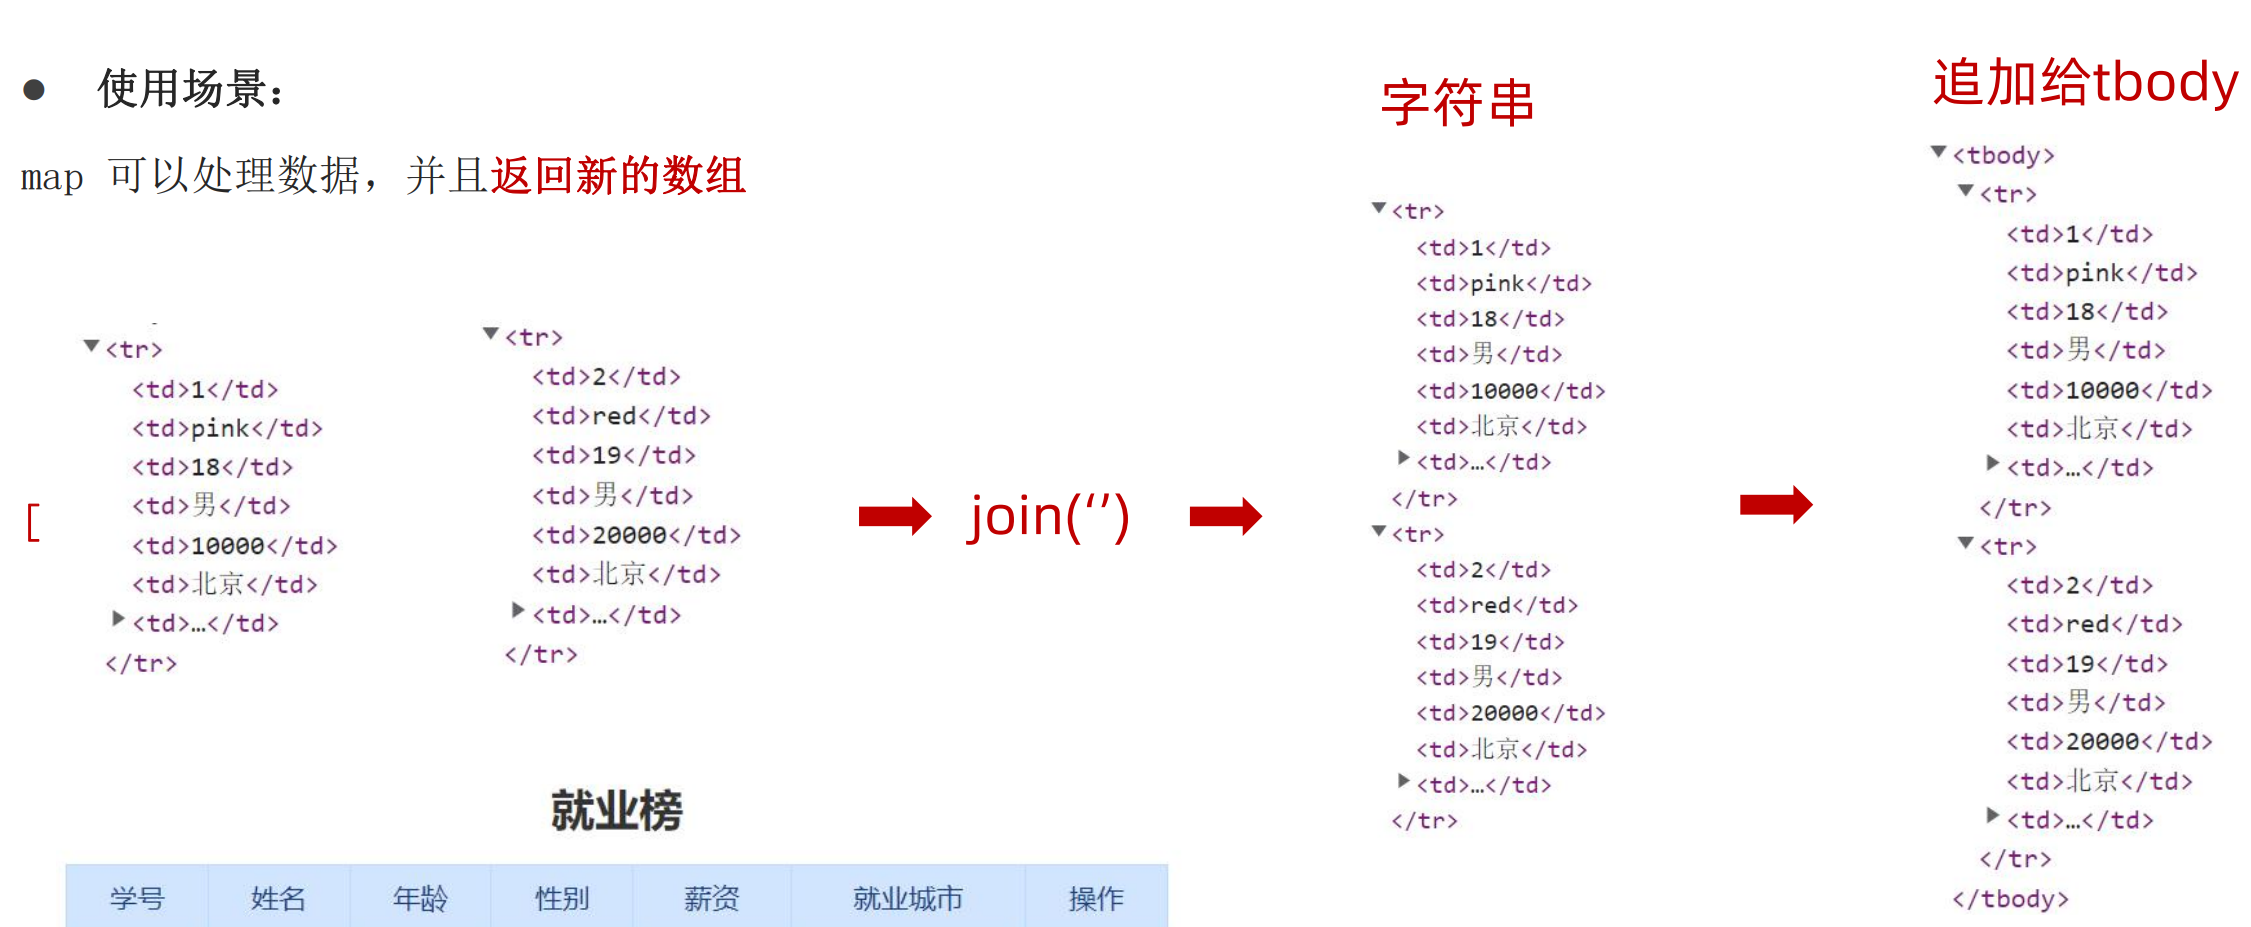 ● 使用场景：
map 可以处理数据，并且返回新的数组
[
▼<tr>
<td>1</td>
<td>pink</td>
<td>18</td>
<td>男</td>
<td>10000</td>
<td>北京</td>
▶<td>…</td>
</tr>
▼<tr>
<td>2</td>
<td>red</td>
<td>19</td>
<td>男</td>
<td>20000</td>
<td>北京</td>
▶<td>…</td>
</tr>
join(‘’)
字符串
▼<tr>
<td>1</td>
<td>pink</td>
<td>18</td>
<td>男</td>
<td>10000</td>
<td>北京</td>
▶<td>…</td>
</tr>
▼<tr>
<td>2</td>
<td>red</td>
<td>19</td>
<td>男</td>
<td>20000</td>
<td>北京</td>
▶<td>…</td>
</tr>
追加给tbody
▼<tbody>
▼<tr>
<td>1</td>
<td>pink</td>
<td>18</td>
<td>男</td>
<td>10000</td>
<td>北京</td>
▶<td>…</td>
</tr>
▼<tr>
<td>2</td>
<td>red</td>
<td>19</td>
<td>男</td>
<td>20000</td>
<td>北京</td>
▶<td>…</td>
</tr>
</tbody>
就业榜
学号 姓名 年龄 性别 薪资 就业城市 操作